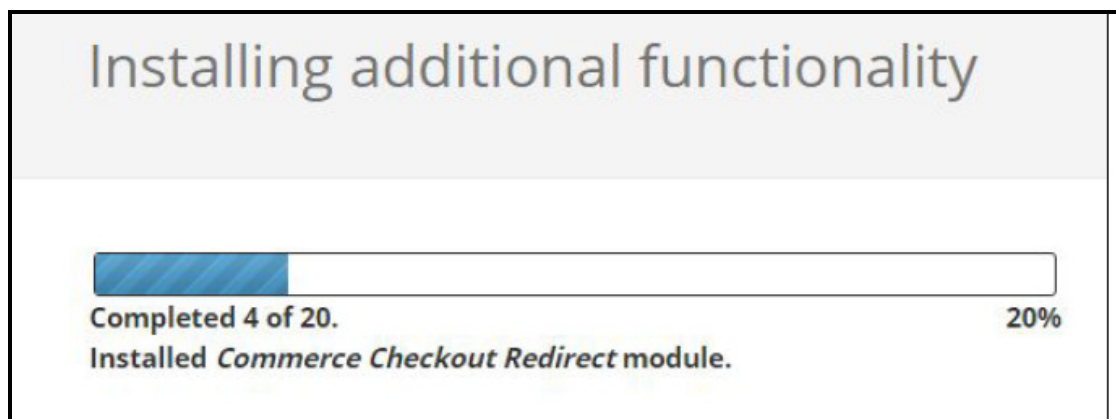 Installing additional functionality
Completed 4 of 20.
20%
Installed Commerce Checkout Redirect module.